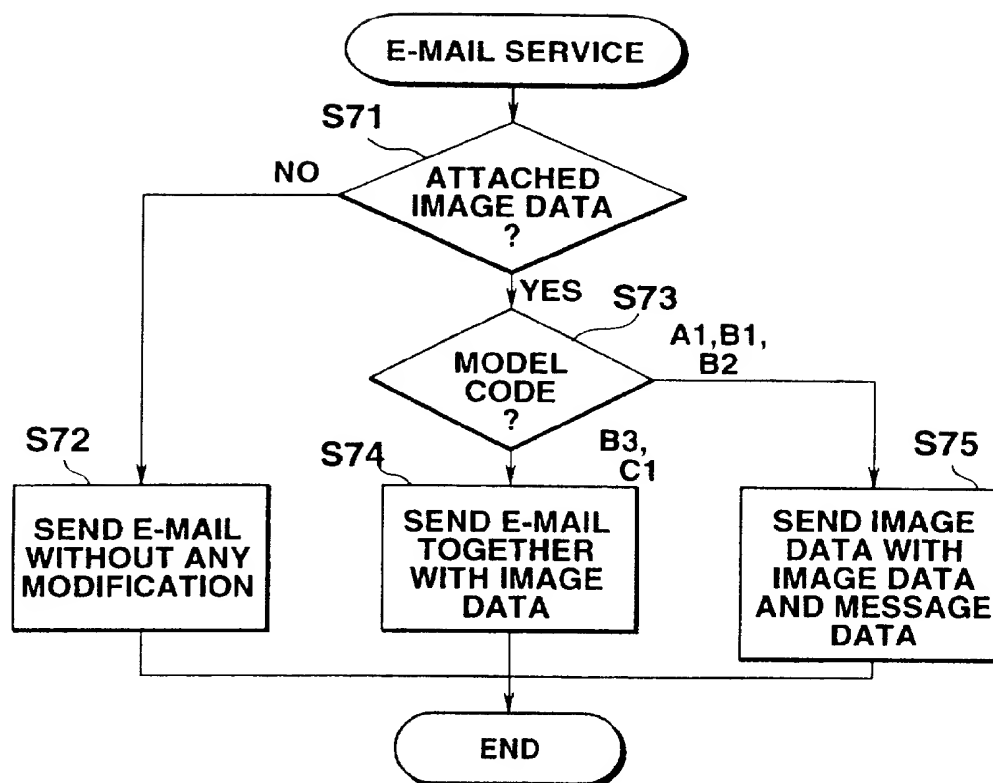 E-MAIL SERVICE
S71
NO
ATTACHED
IMAGE DATA
?
YES
S73
MODEL
CODE
?
A1,B1,
B2
B3,
C1
S72
SEND E-MAIL
WITHOUT ANY
MODIFICATION
S74
SEND E-MAIL
TOGETHER
WITH IMAGE
DATA
S75
SEND IMAGE
DATA WITH
IMAGE DATA
AND MESSAGE
DATA
END